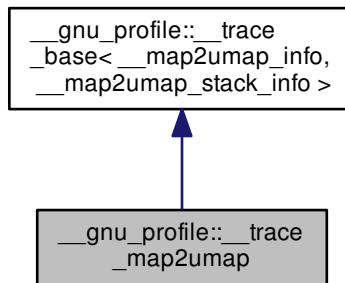 __gnu_profile::__trace
_base< __map2umap_info,
__map2umap_stack_info >
__gnu_profile::__trace
_map2umap